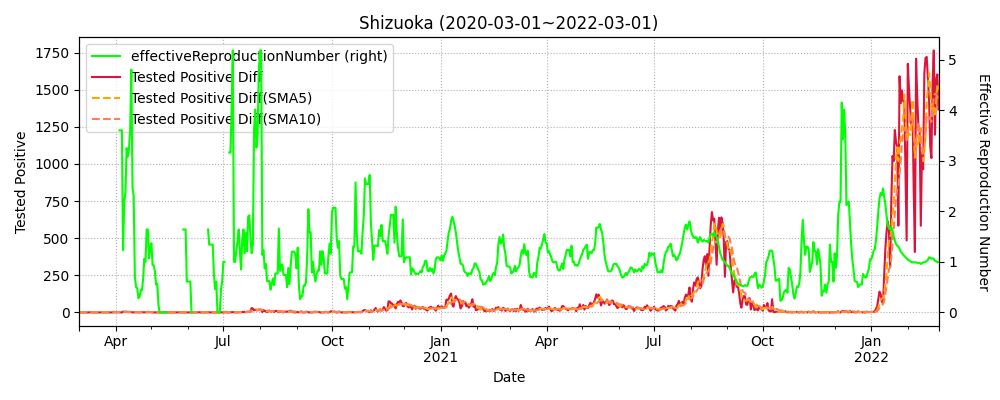 Shizuoka (2020-03-01~2022-03-01)
effectiveReproductionNumber (right)
Tested Positive Diff
Tested Positive Diff(SMA5)
Tested Positive Diff(SMA10)
Tested Positive
1750
1500
1250
1000
750
500
250
0
5
4
3
2
1
0
Effective Reproduction Number
Apr Jul Oct Jan Apr Jul Oct Jan
2021 2022
Date